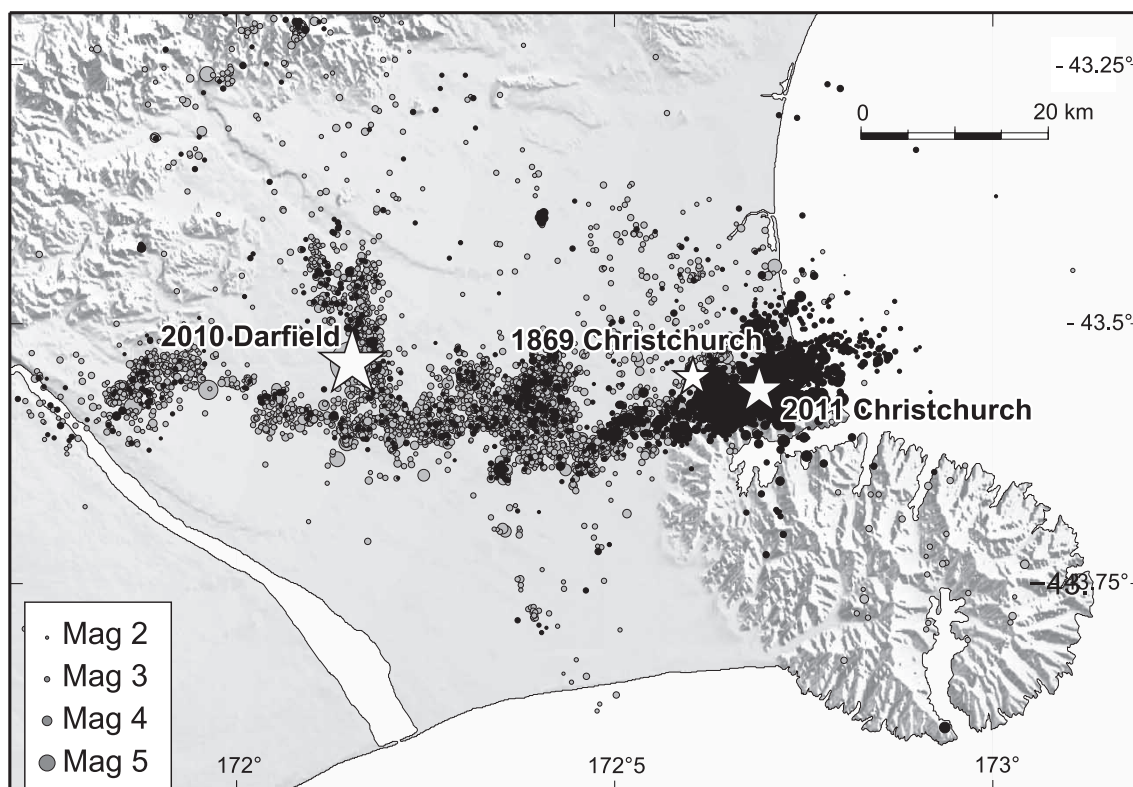 - 43.25°
0 20 km
2010 Darfield
1869 Christchurch
- 43.5°
2011 Christchurch
43.75°
Mag 2
Mag 3
Mag 4
Mag 5
172°
172°5
173°